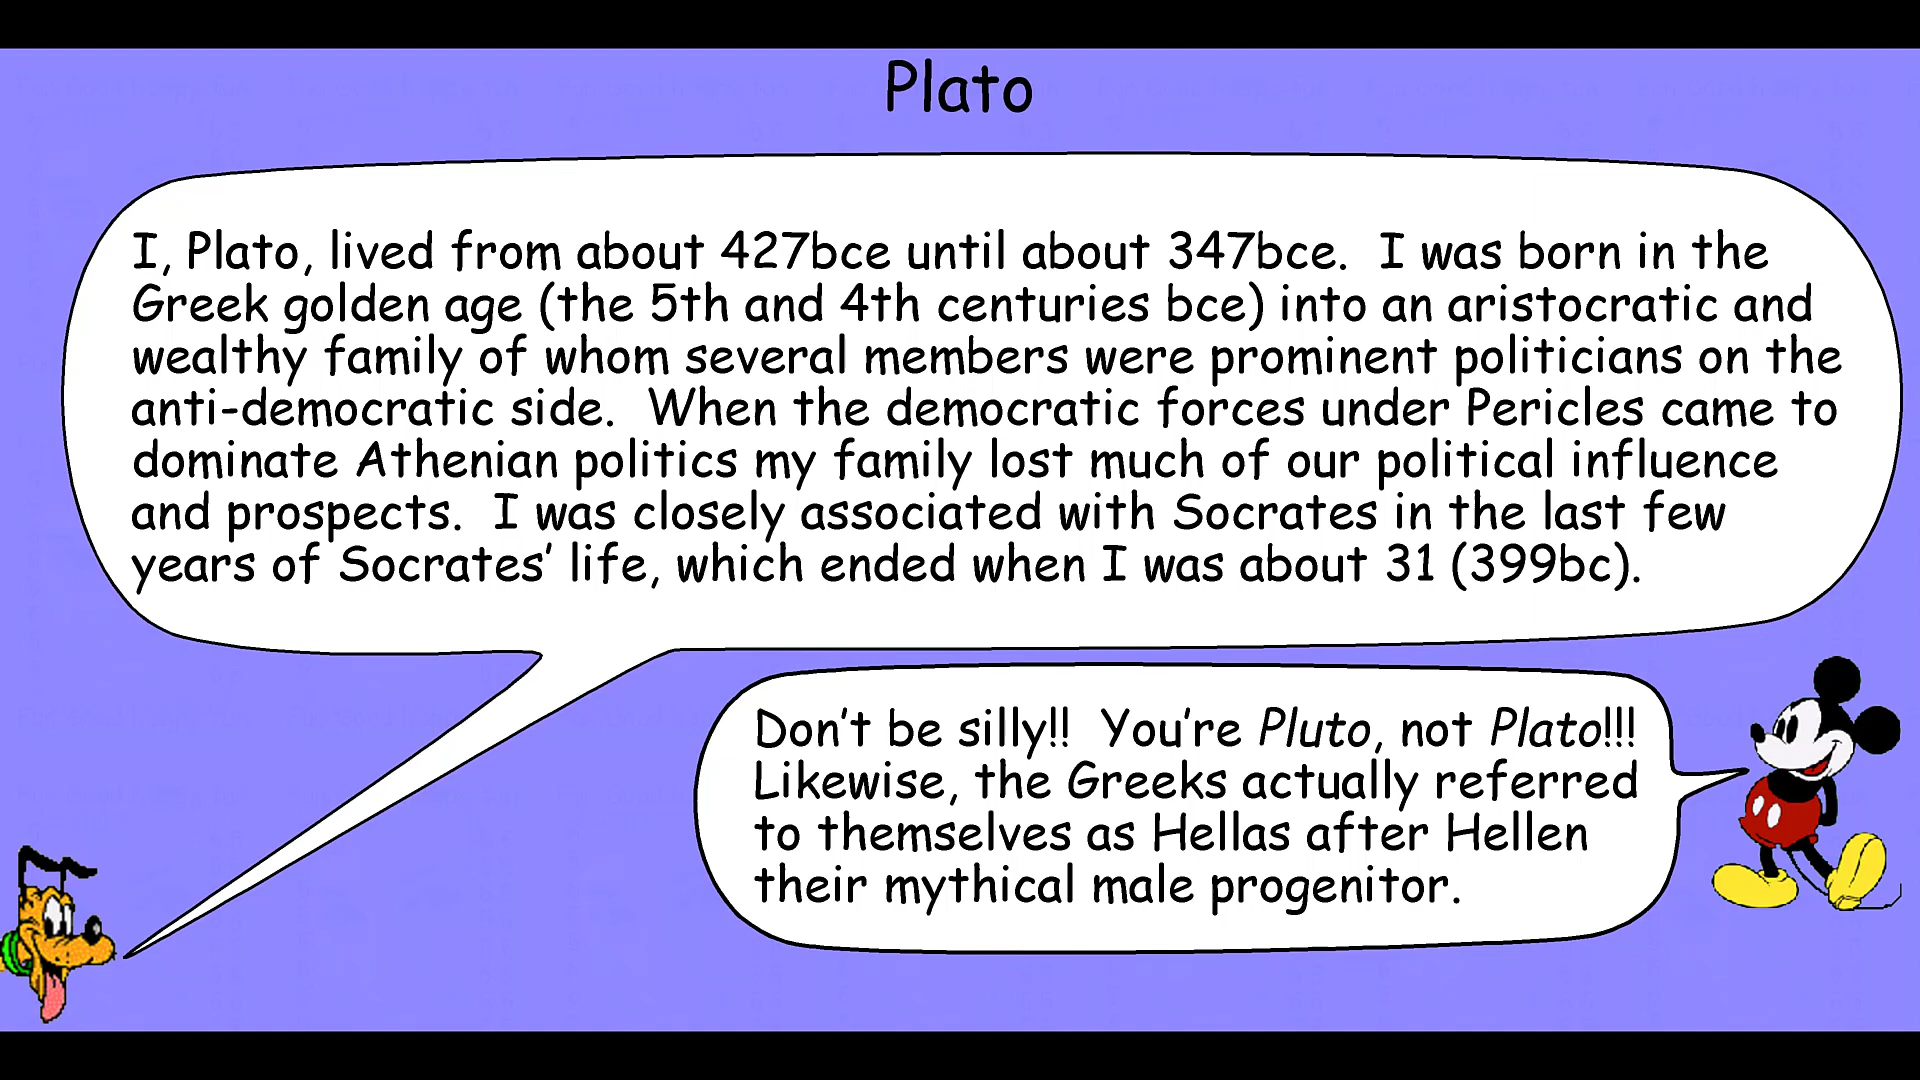 Plato
I, Plato, lived from about 427bce until about 347bce.  I was born in the
Greek golden age (the 5th and 4th centuries bce) into an aristocratic and
wealthy family of whom several members were prominent politicians on the
anti-democratic side.  When the democratic forces under Pericles came to
dominate Athenian politics my family lost much of our political influence
and prospects.  I was closely associated with Socrates in the last few
years of Socrates’ life, which ended when I was about 31 (399bc).
Don’t be silly!!  You’re Pluto, not Plato!!!
Likewise, the Greeks actually referred
to themselves as Hellas after Hellen
their mythical male progenitor.